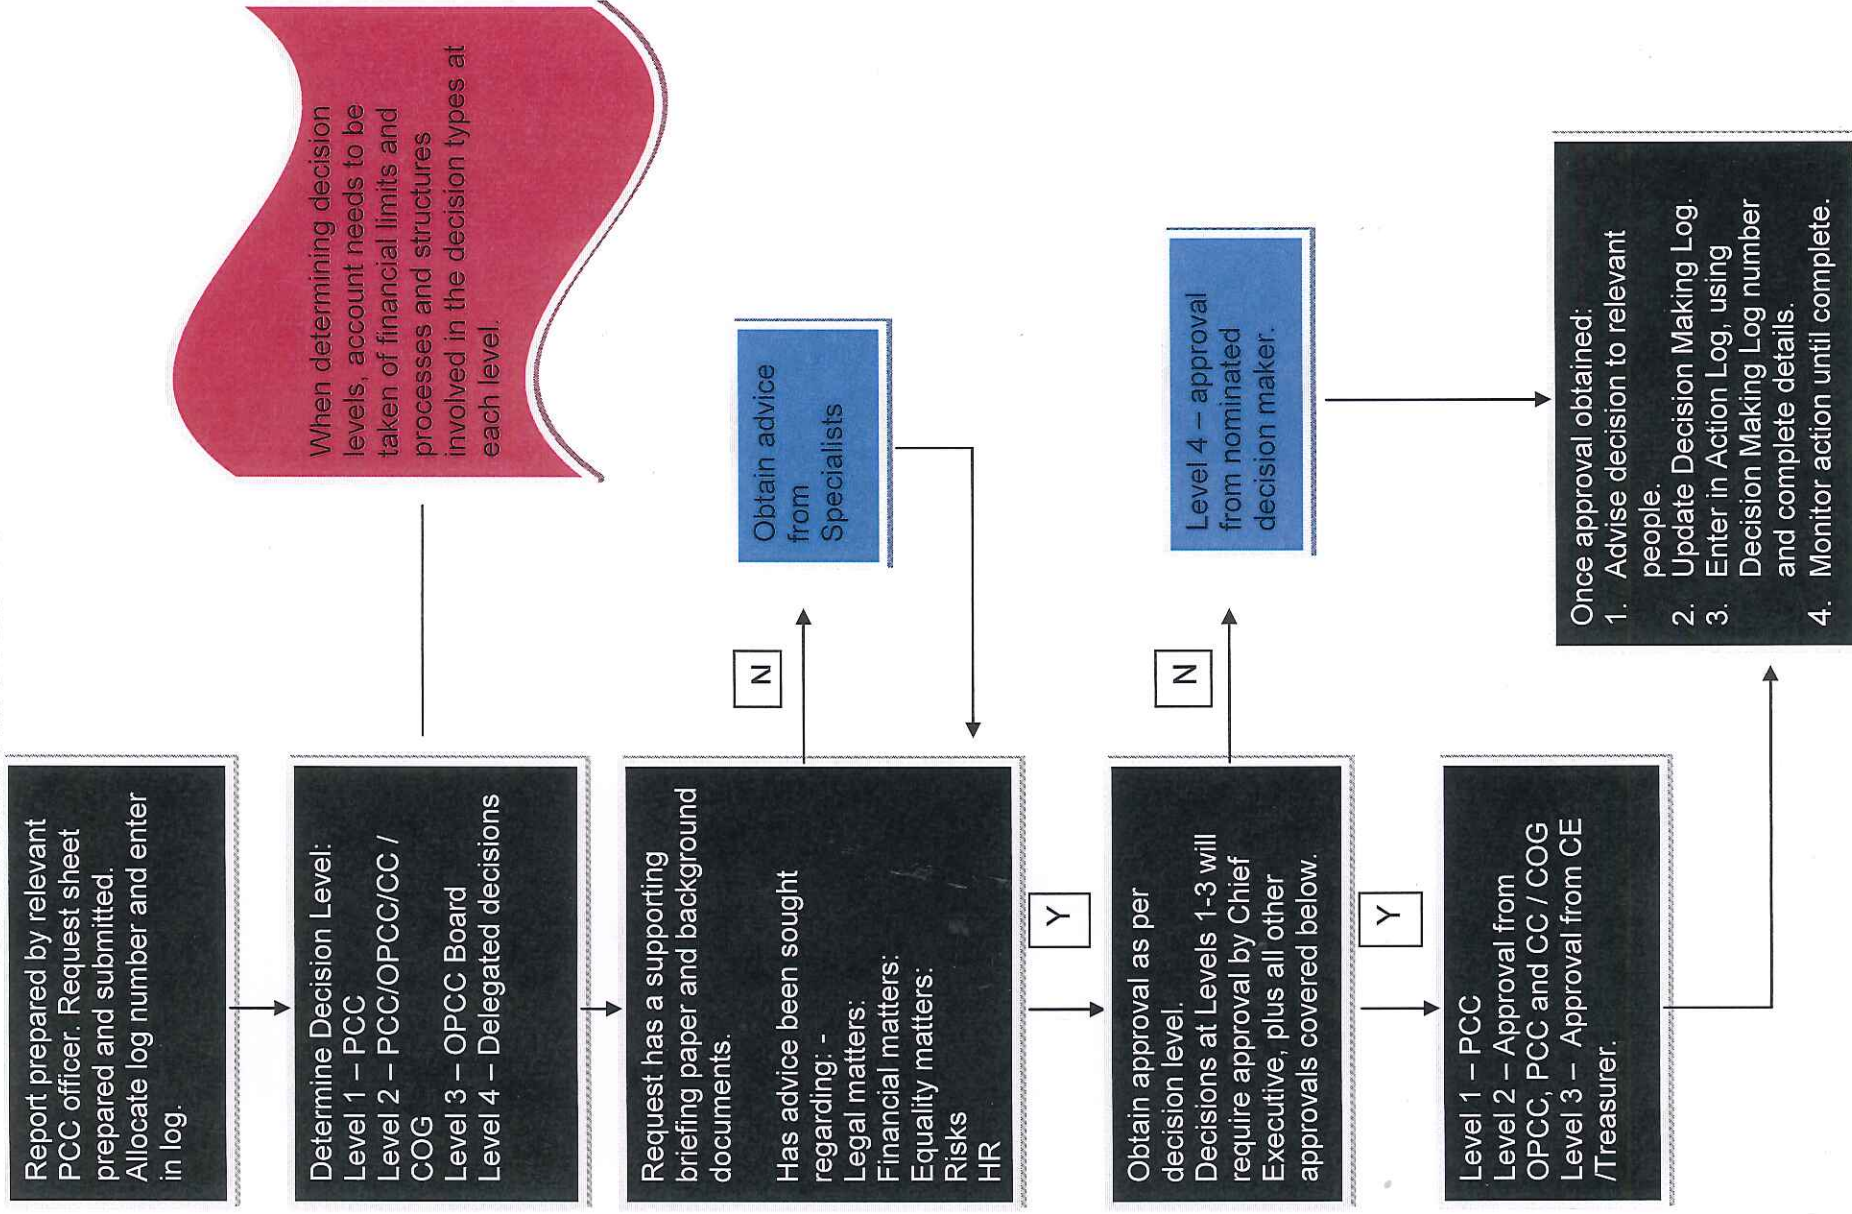 Report prepared by relevant
PCC officer. Request sheet
prepared and submitted.
Allocate log number and enter
in log.
When determining decision
levels, account needs to be
taken of financial limits and
processes and structures
involved in the decision types at
each level.
Determine Decision Level:
Level 1 – PCC
Level 2 – PCC/OPCC/CC /
COG
Level 3 – OPCC Board
Level 4 – Delegated decisions
Request has a supporting
briefing paper and background
documents.
Has advice been sought
regarding: -
Legal matters:
Financial matters:
Equality matters:
Risks
HR
N
Obtain advice
from
Specialists
Y
Obtain approval as per
decision level.
Decisions at Levels 1-3 will
require approval by Chief
Executive, plus all other
approvals covered below.
N
Level 4 – approval
from nominated
decision maker.
Y
Level 1 – PCC
Level 2 – Approval from
OPCC, PCC and CC / COG
Level 3 – Approval from CE
/Treasurer.
Once approval obtained:
1. Advise decision to relevant
people.
2. Update Decision Making Log.
3. Enter in Action Log, using
Decision Making Log number
and complete details.
4. Monitor action until complete.